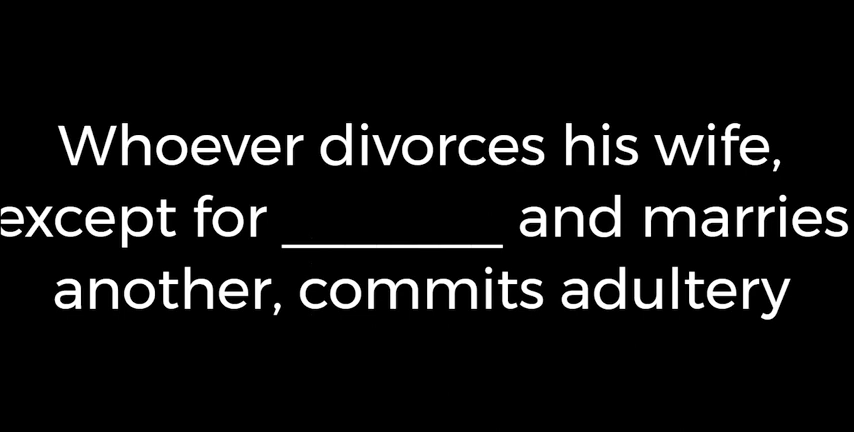 Whoever divorces his wife,
except for ________ and marries
another, commits adultery